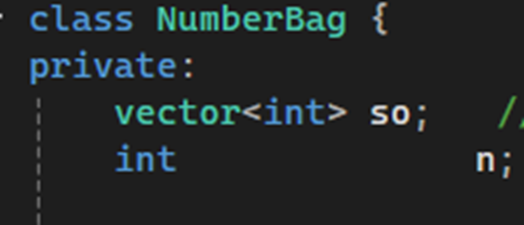 class NumberBag {
private:
vector<int> so; //
int n;